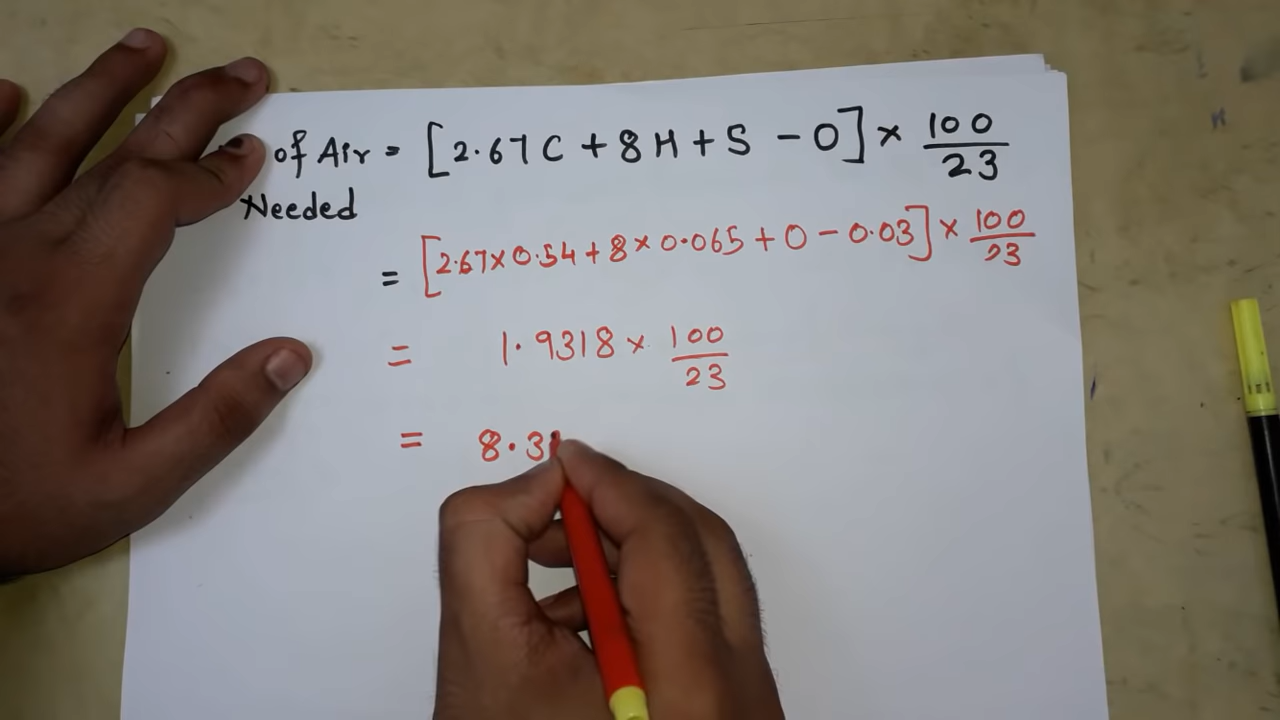 of Air = [2.67C + 8H + S - O] × 100/23
Needed
= [2.67×0.54 + 8×0.065 + 0 - 0.03] × 100/23
= 1.9318 × 100/23
= 8.3